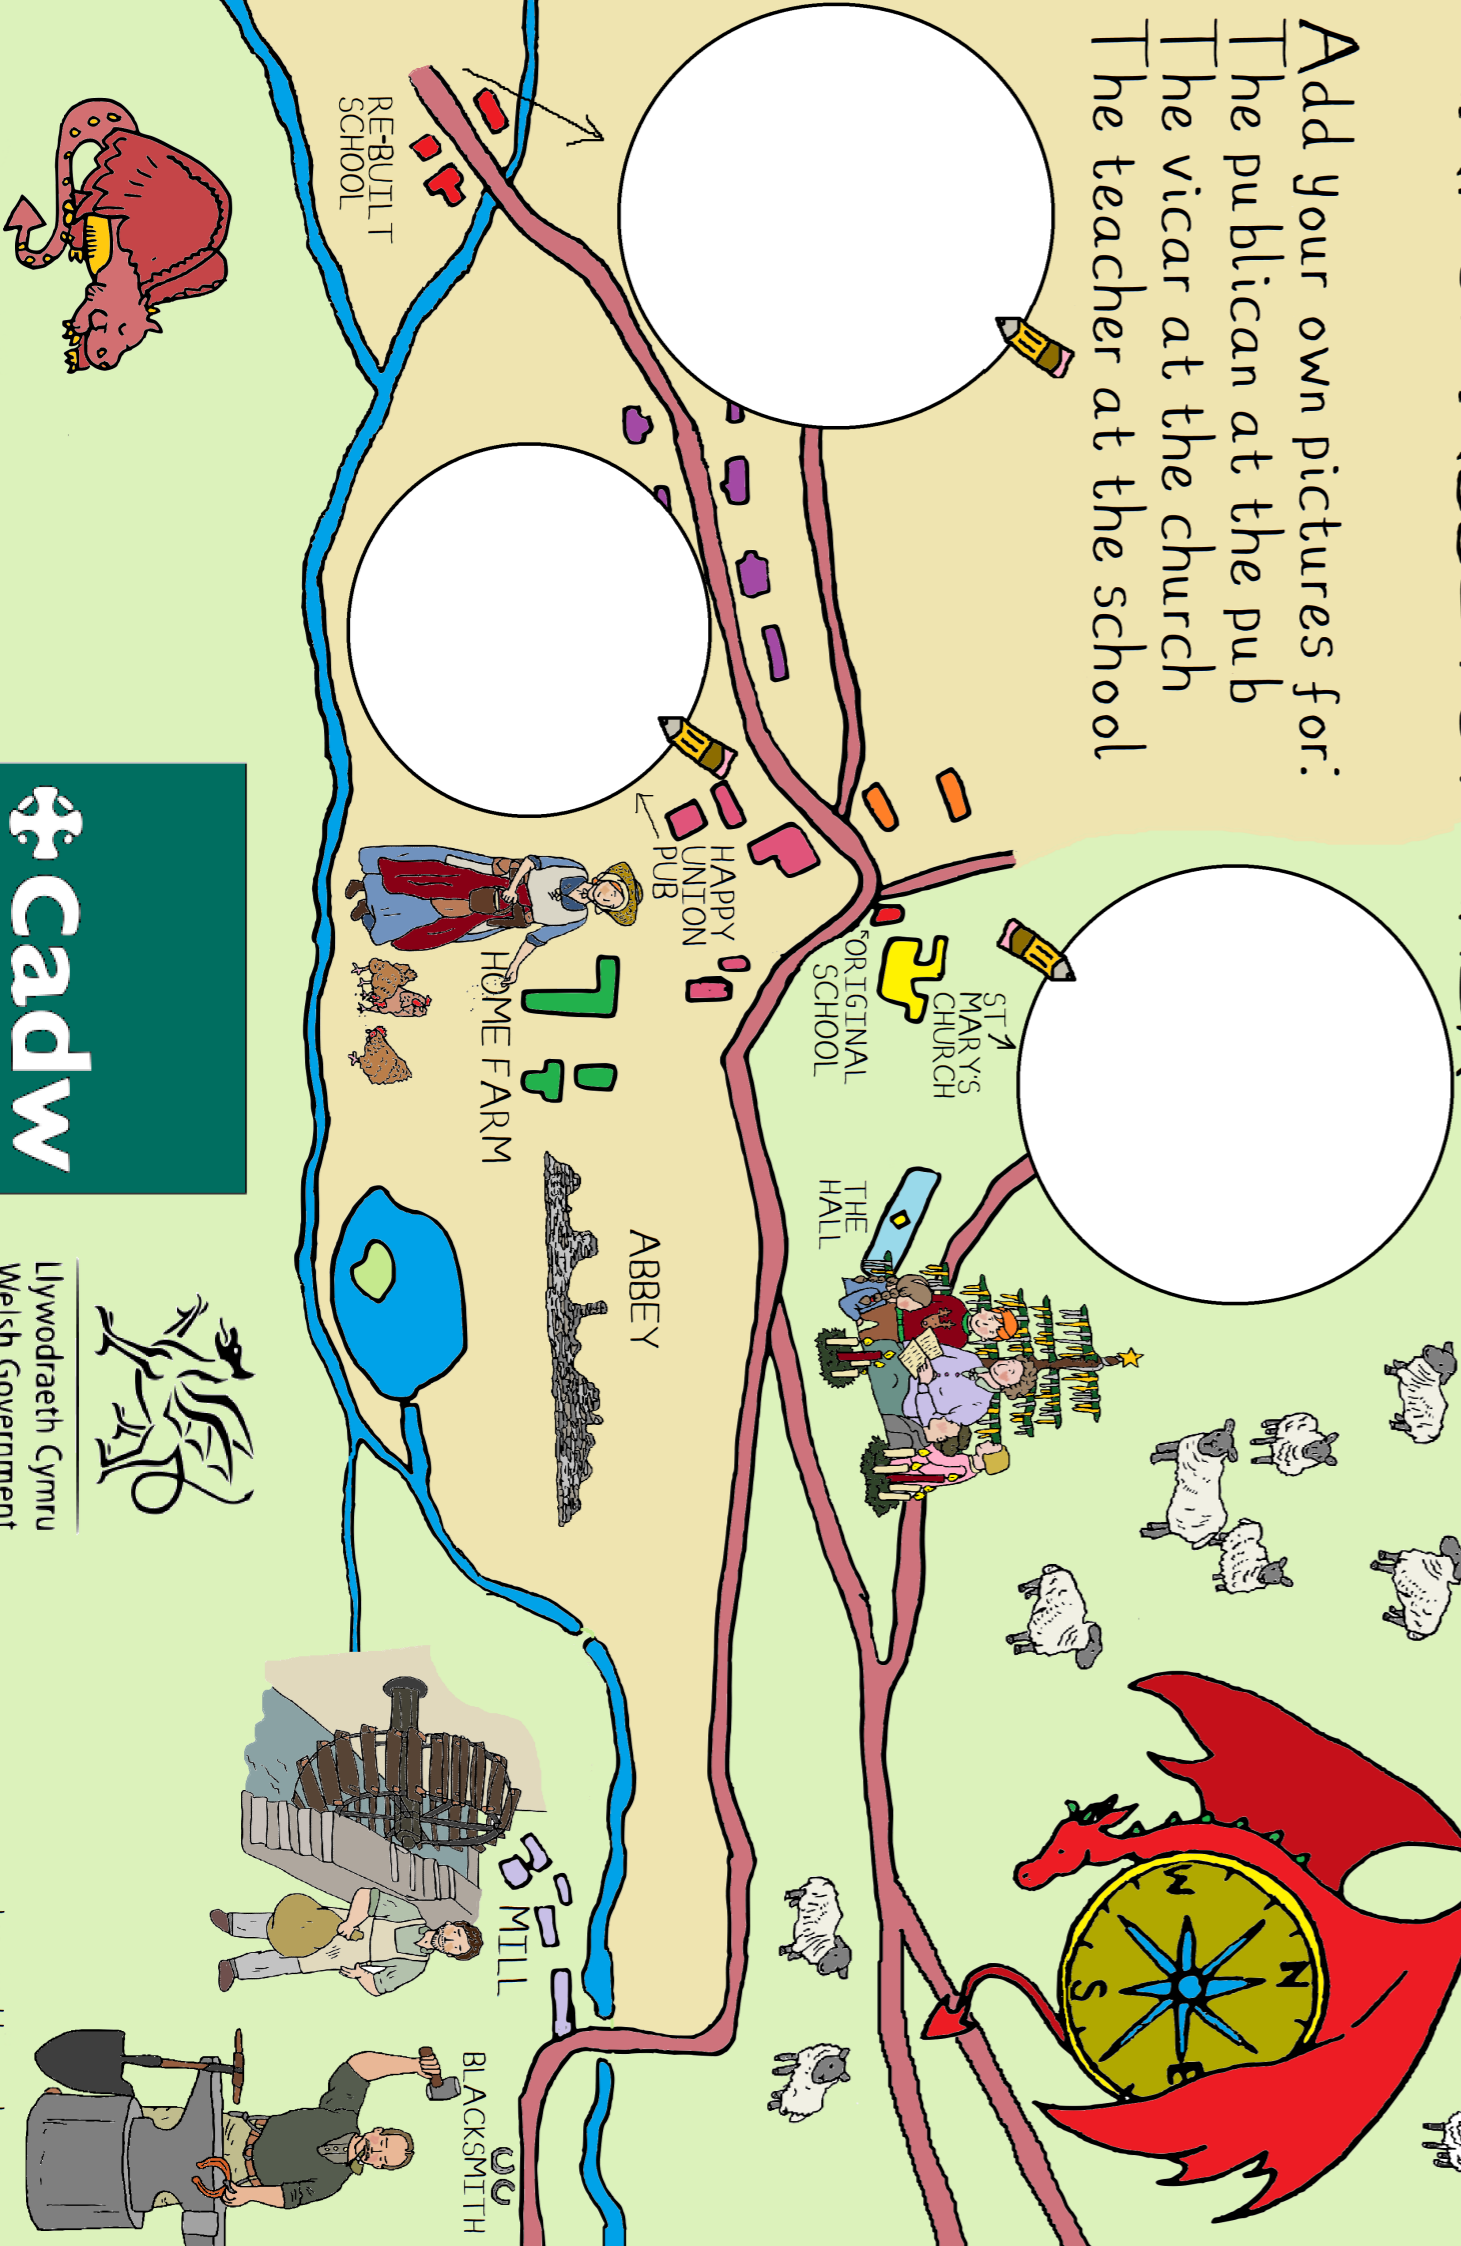 Add your own pictures for:
The publican at the pub
The vicar at the church
The teacher at the school
RE-BUILT
SCHOOL
HAPPY
UNION
PUB
ORIGINAL
SCHOOL
ST
MARY'S
CHURCH
THE
HALL
HOME FARM
ABBEY
MILL
BLACKSMITH
N
E
S
W
Cadw
Llywodraeth Cymru
Welsh Government